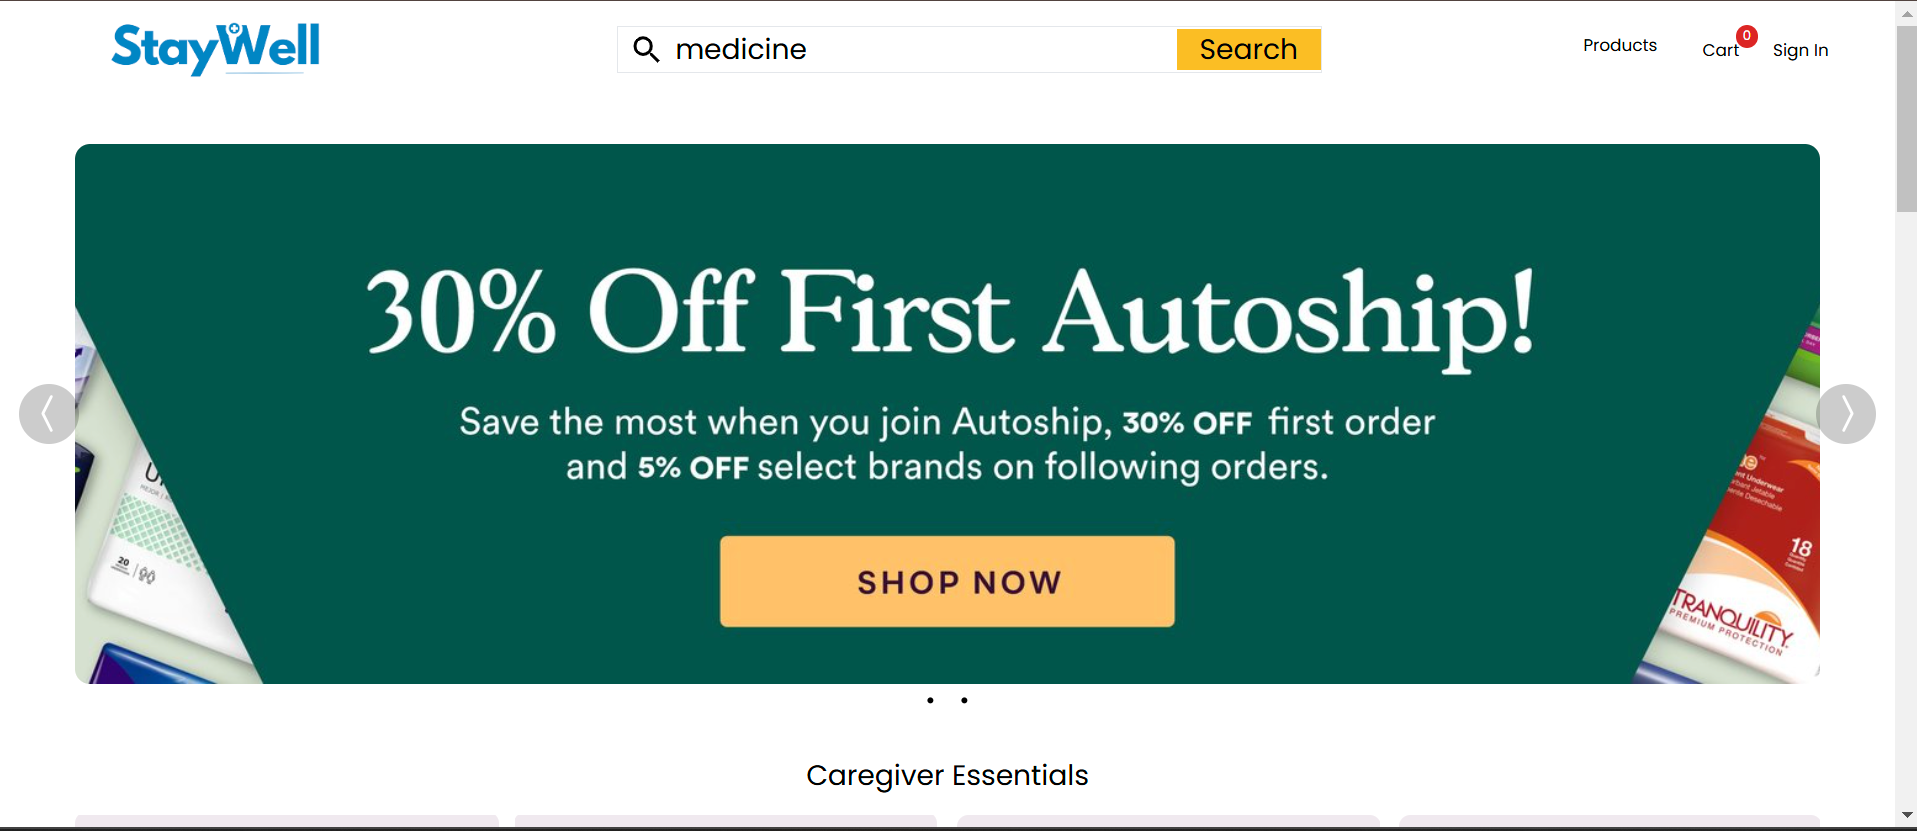 StayWell
medicine
Search
Products
Cart
0
Sign In
30% Off First Autoship!
Save the most when you join Autoship, 30% OFF first order
and 5% OFF select brands on following orders.
SHOP NOW
20
18
TRANQUILITY
PREMIUM PROTECTION
Caregiver Essentials